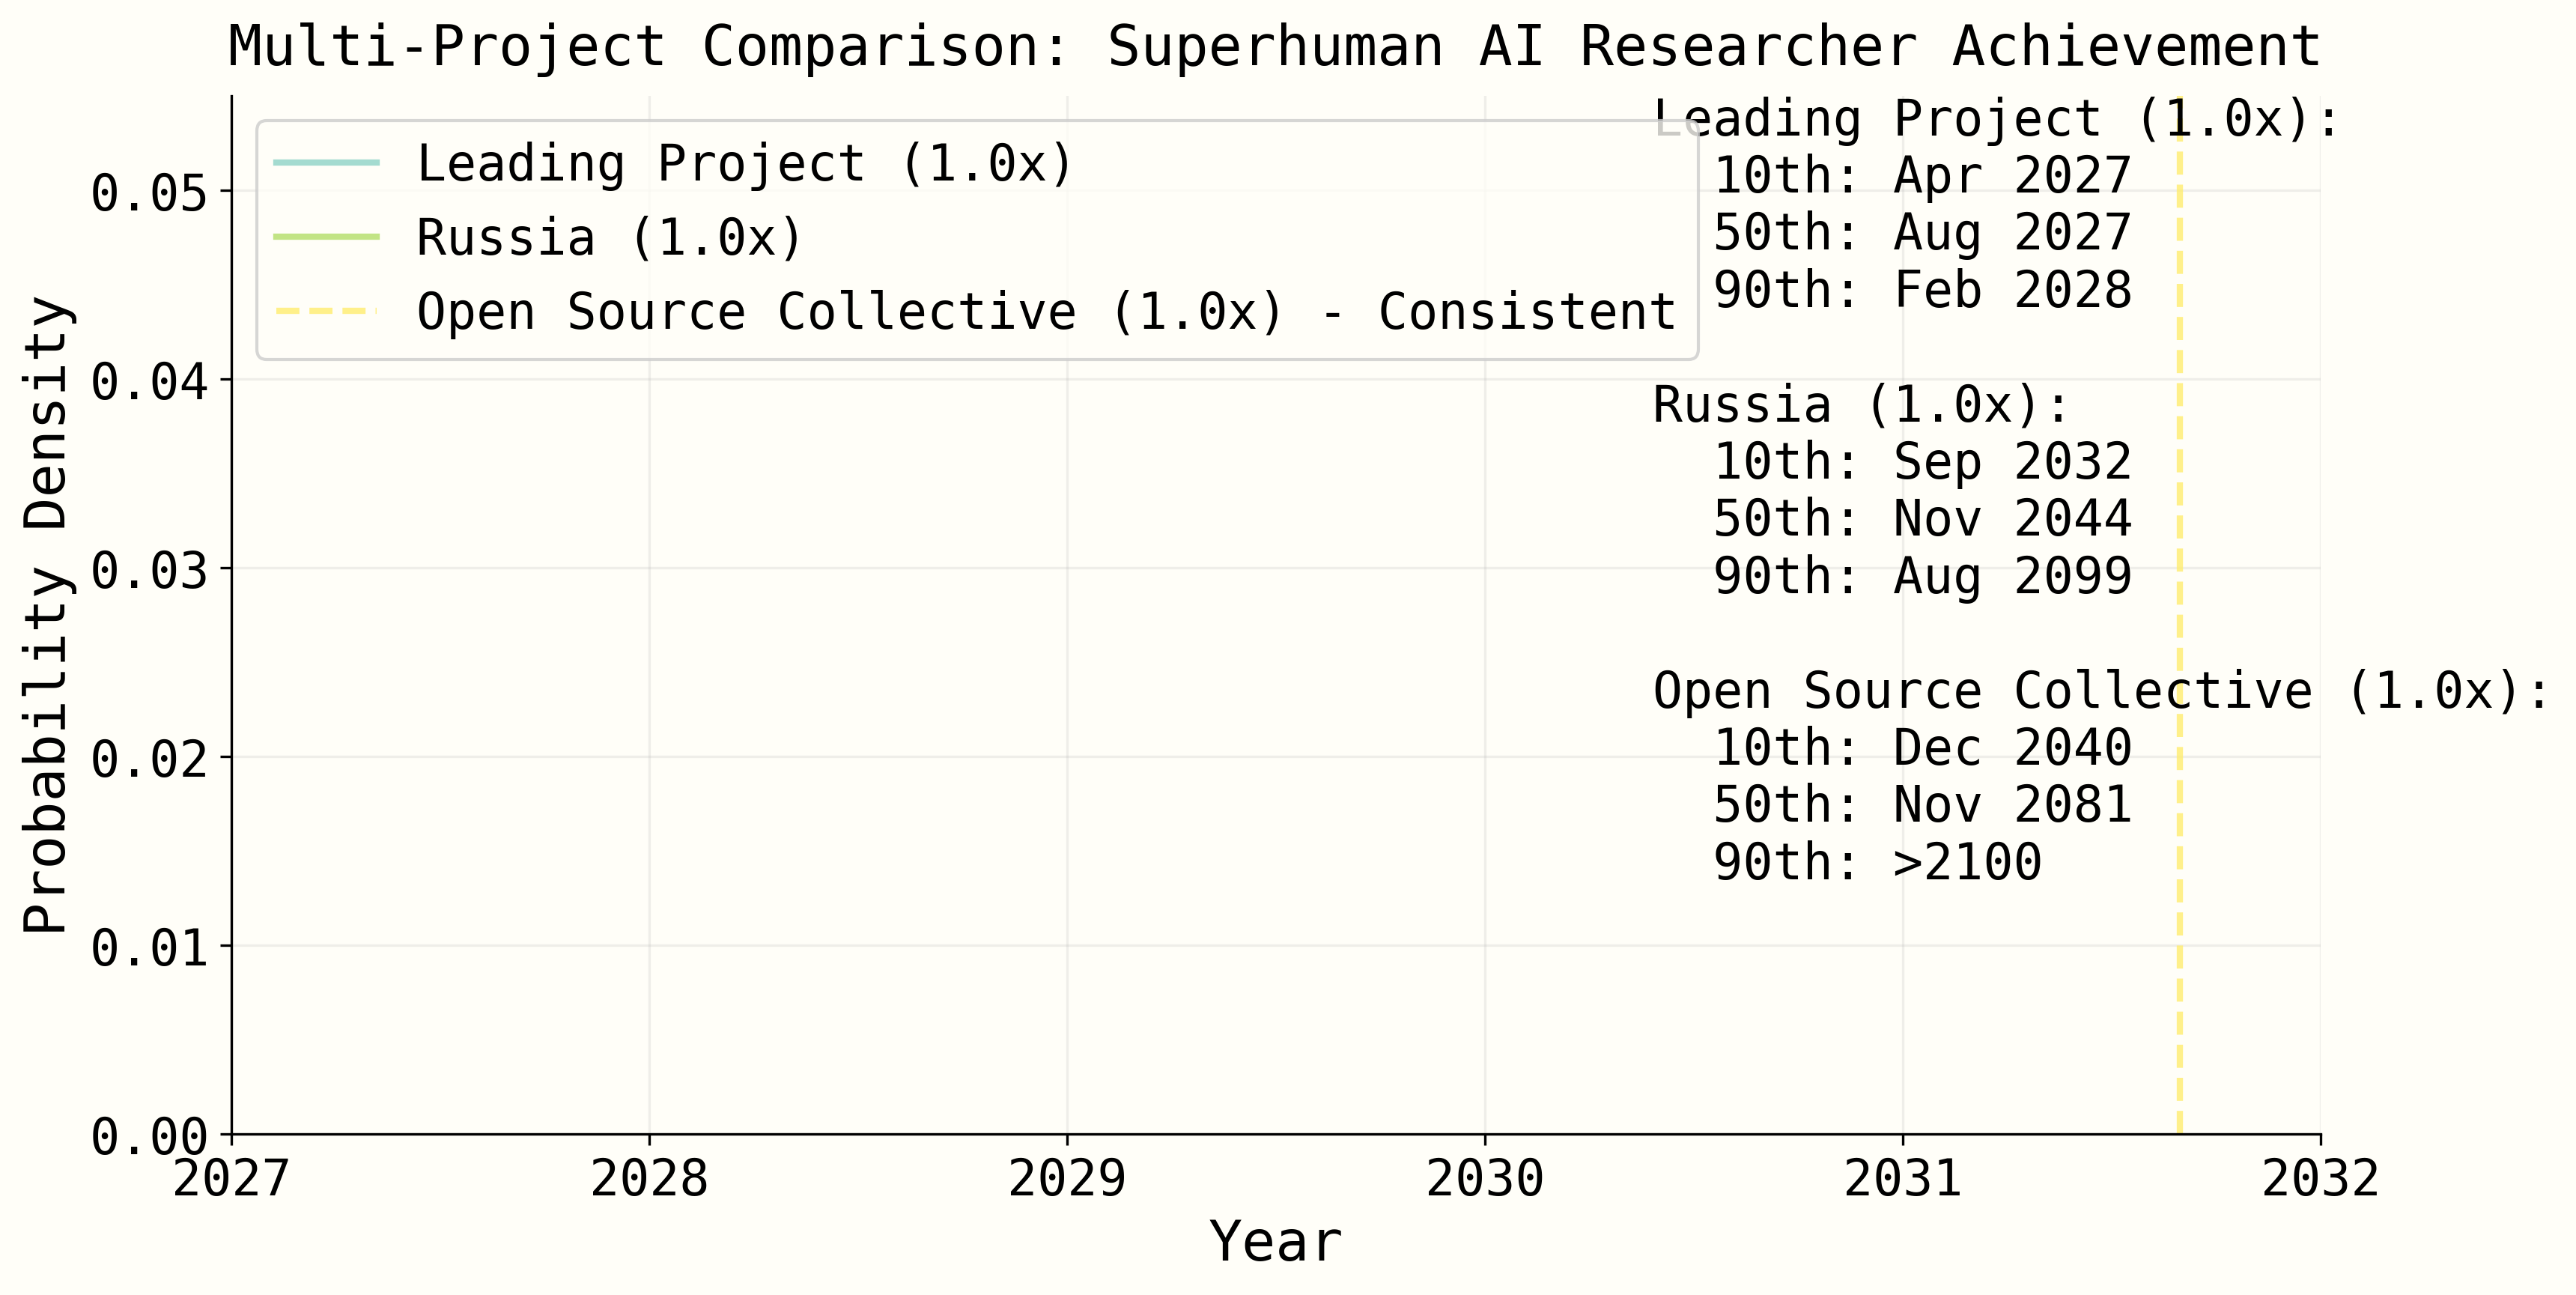 Multi-Project Comparison: Superhuman AI Researcher Achievement
Leading Project (1.0x)
Russia (1.0x)
Open Source Collective (1.0x) - Consistent
Leading Project (1.0x):
10th: Apr 2027
50th: Aug 2027
90th: Feb 2028
Russia (1.0x):
10th: Sep 2032
50th: Nov 2044
90th: Aug 2099
Open Source Collective (1.0x):
10th: Dec 2040
50th: Nov 2081
90th: >2100
Probability Density
0.05
0.04
0.03
0.02
0.01
0.00
2027 2028 2029 2030 2031 2032
Year